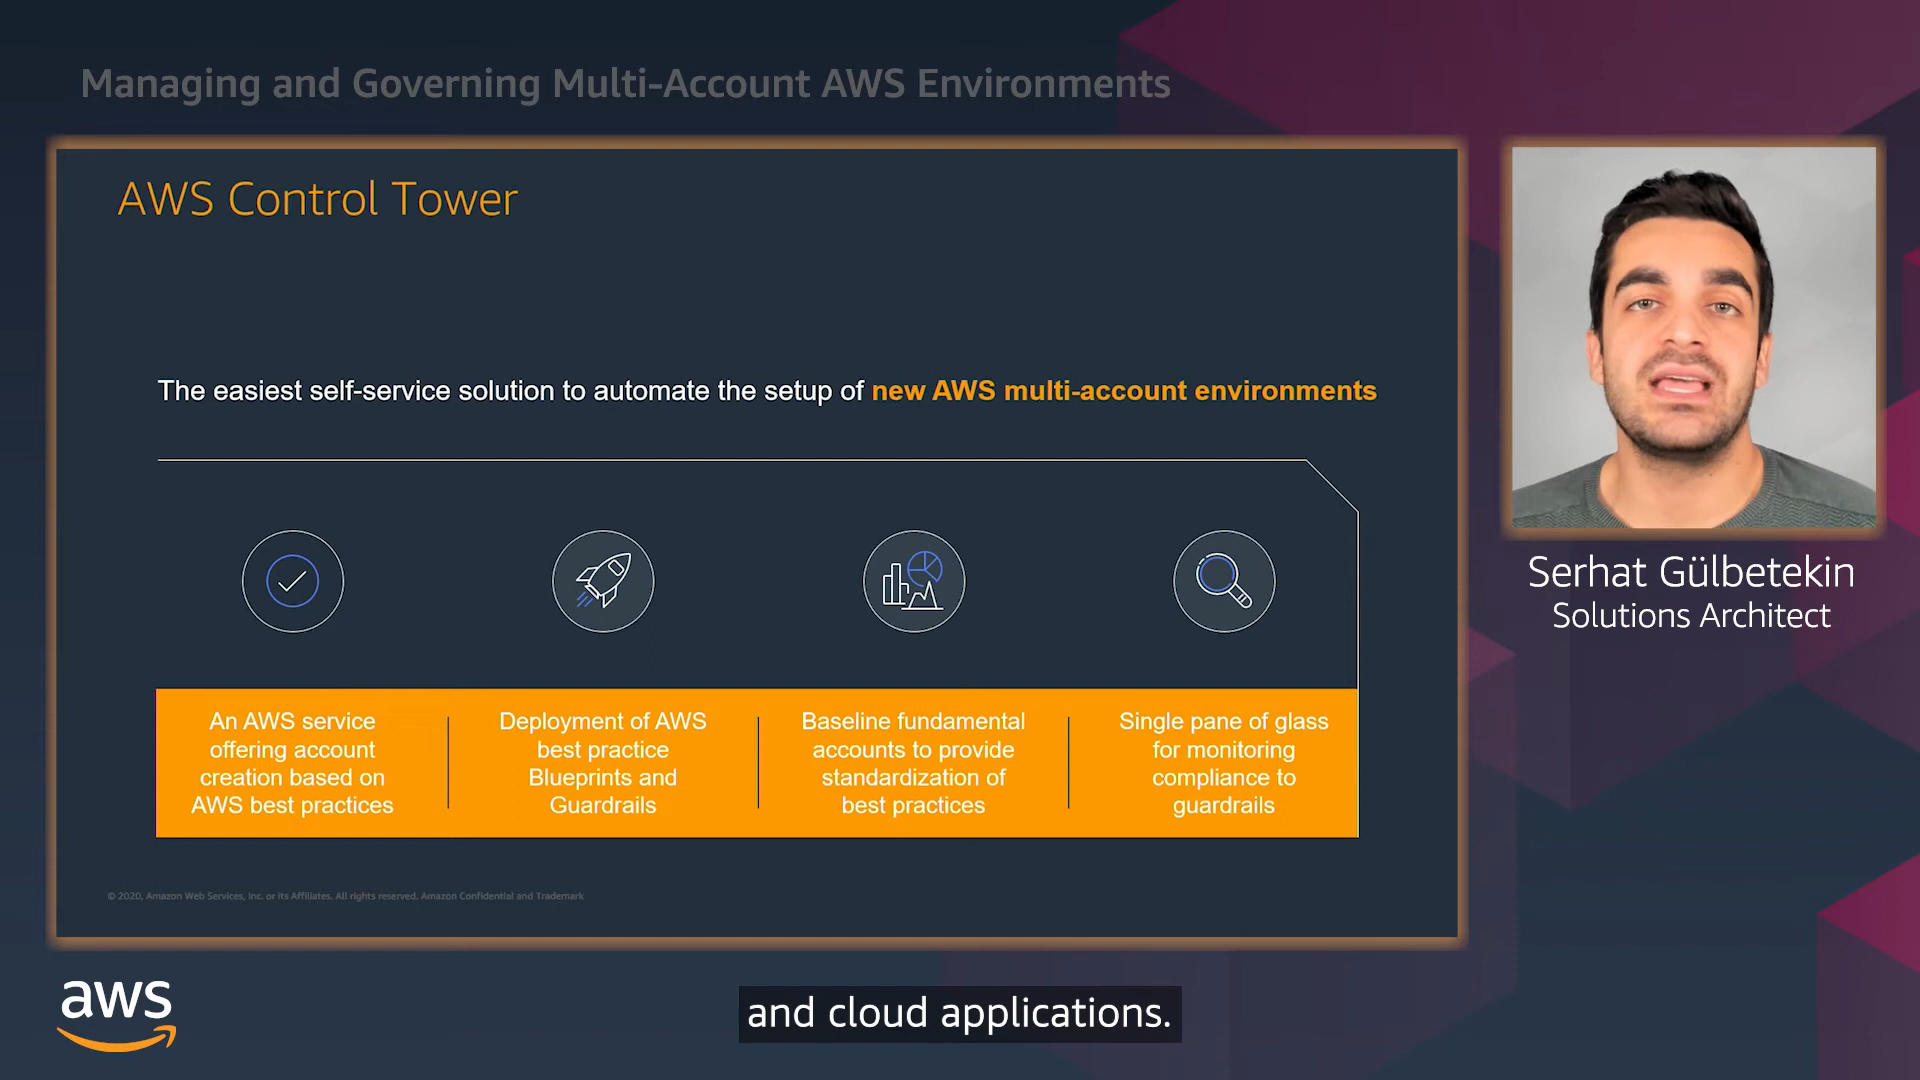 Managing and Governing Multi-Account AWS Environments
AWS Control Tower
The easiest self-service solution to automate the setup of new AWS multi-account environments
An AWS service
offering account
creation based on
AWS best practices
Deployment of AWS
best practice
Blueprints and
Guardrails
Baseline fundamental
accounts to provide
standardization of
best practices
Single pane of glass
for monitoring
compliance to
guardrails
© 2020, Amazon Web Services, Inc. or its Affiliates. All rights reserved. Amazon Confidential and Trademark
Serhat Gülbetekin
Solutions Architect
aws
and cloud applications.